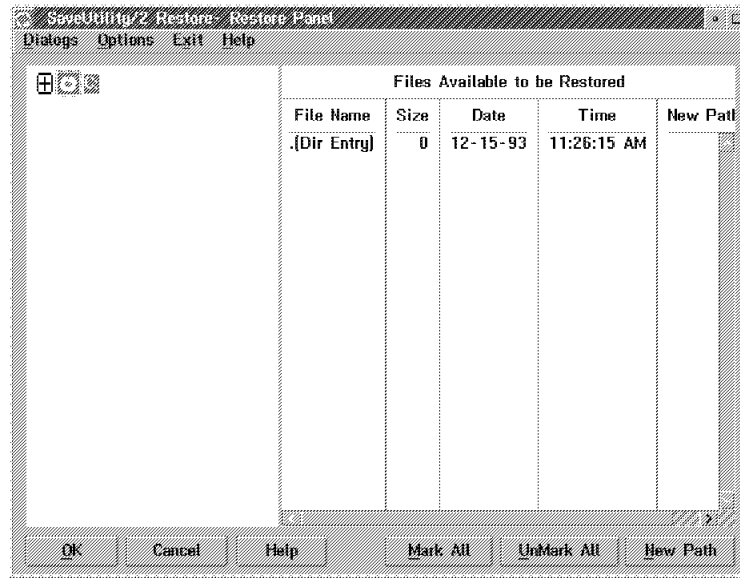 SaveUtility/2 Restore- Restore Panel
Dialogs Options Exit Help
C:
Files Available to be Restored
File Name Size Date Time New Path
.(Dir Entry) 0 12-15-93 11:26:15 AM
OK Cancel Help Mark All UnMark All New Path